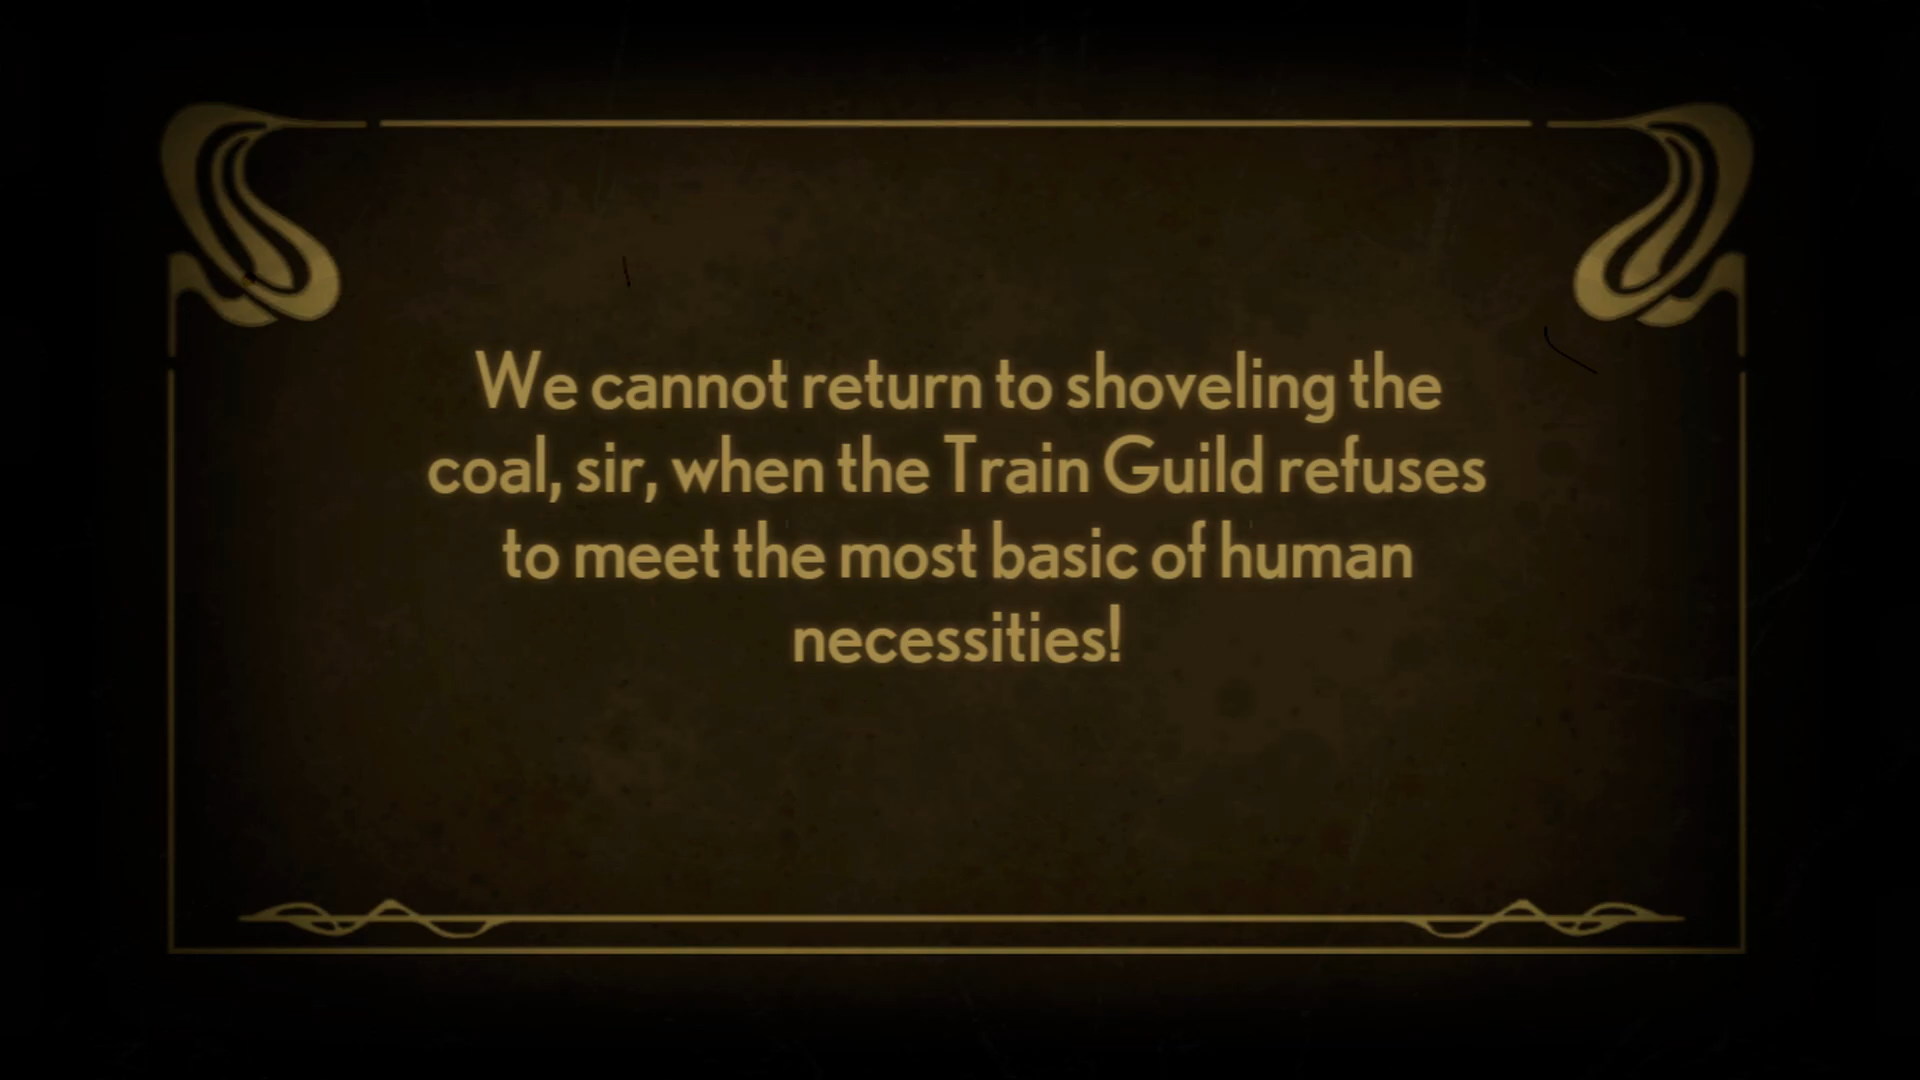 We cannot return to shoveling the
coal, sir, when the Train Guild refuses
to meet the most basic of human
necessities!